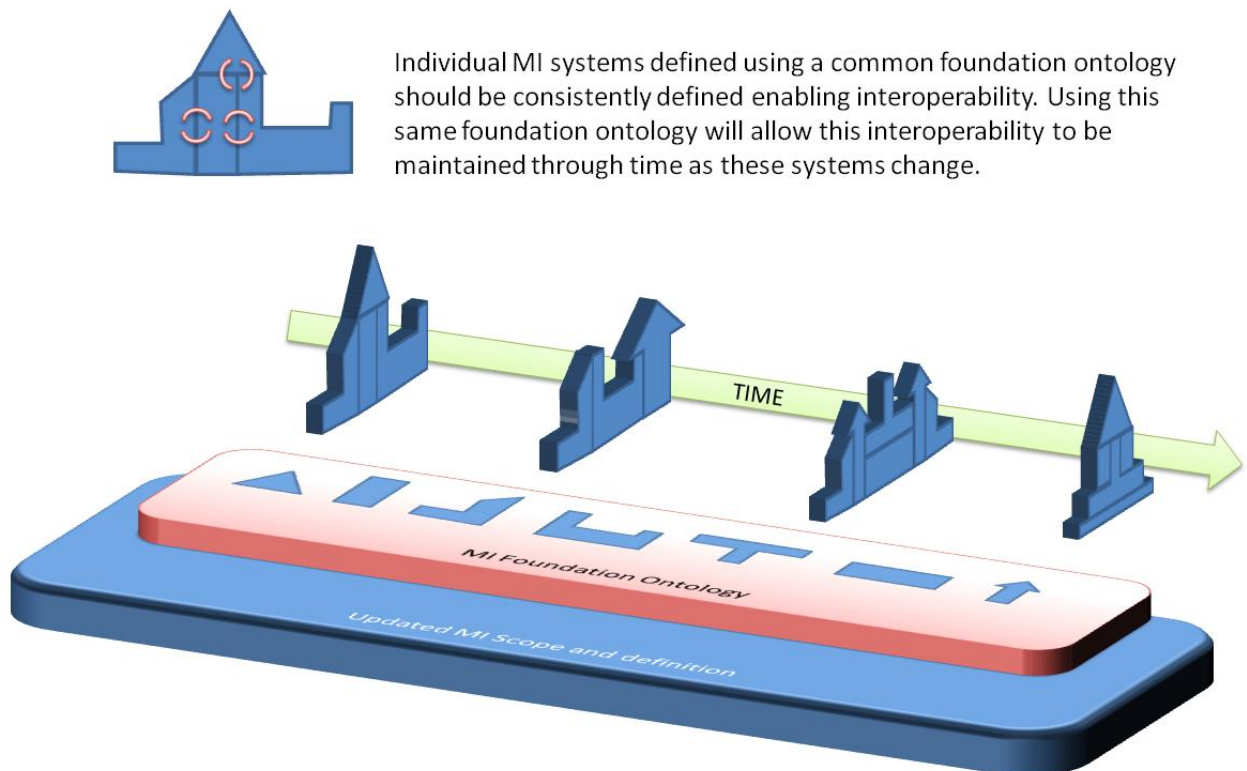 Individual MI systems defined using a common foundation ontology
should be consistently defined enabling interoperability. Using this
same foundation ontology will allow this interoperability to be
maintained through time as these systems change.
TIME
MI Foundation Ontology
Updated MI Scope and definition